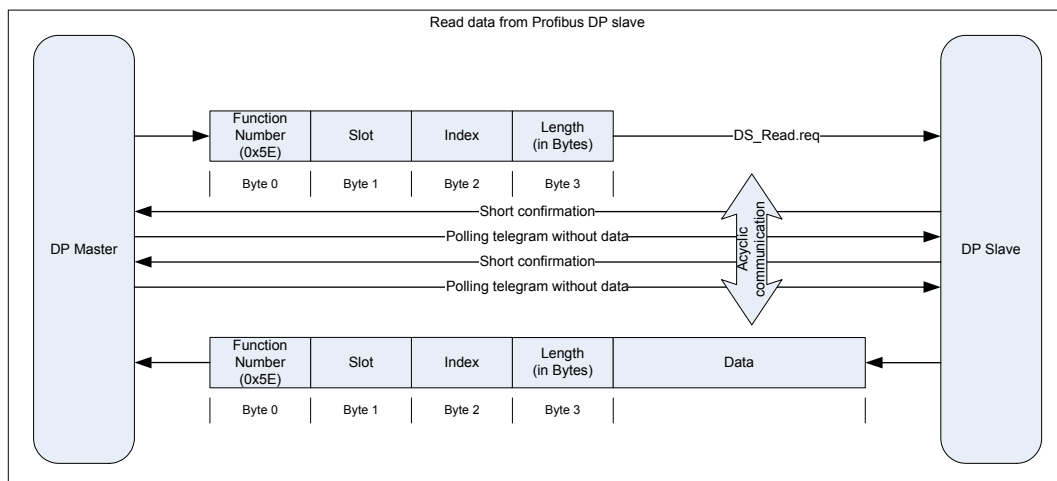 Read data from Profibus DP slave
DP Master
Function
Number
(0x5E)
Slot
Index
Length
(in Bytes)
DS_Read.req
Byte 0
Byte 1
Byte 2
Byte 3
Short confirmation
Polling telegram without data
Short confirmation
Polling telegram without data
Acyclic
communication
DP Slave
Function
Number
(0x5E)
Slot
Index
Length
(in Bytes)
Data
Byte 0
Byte 1
Byte 2
Byte 3